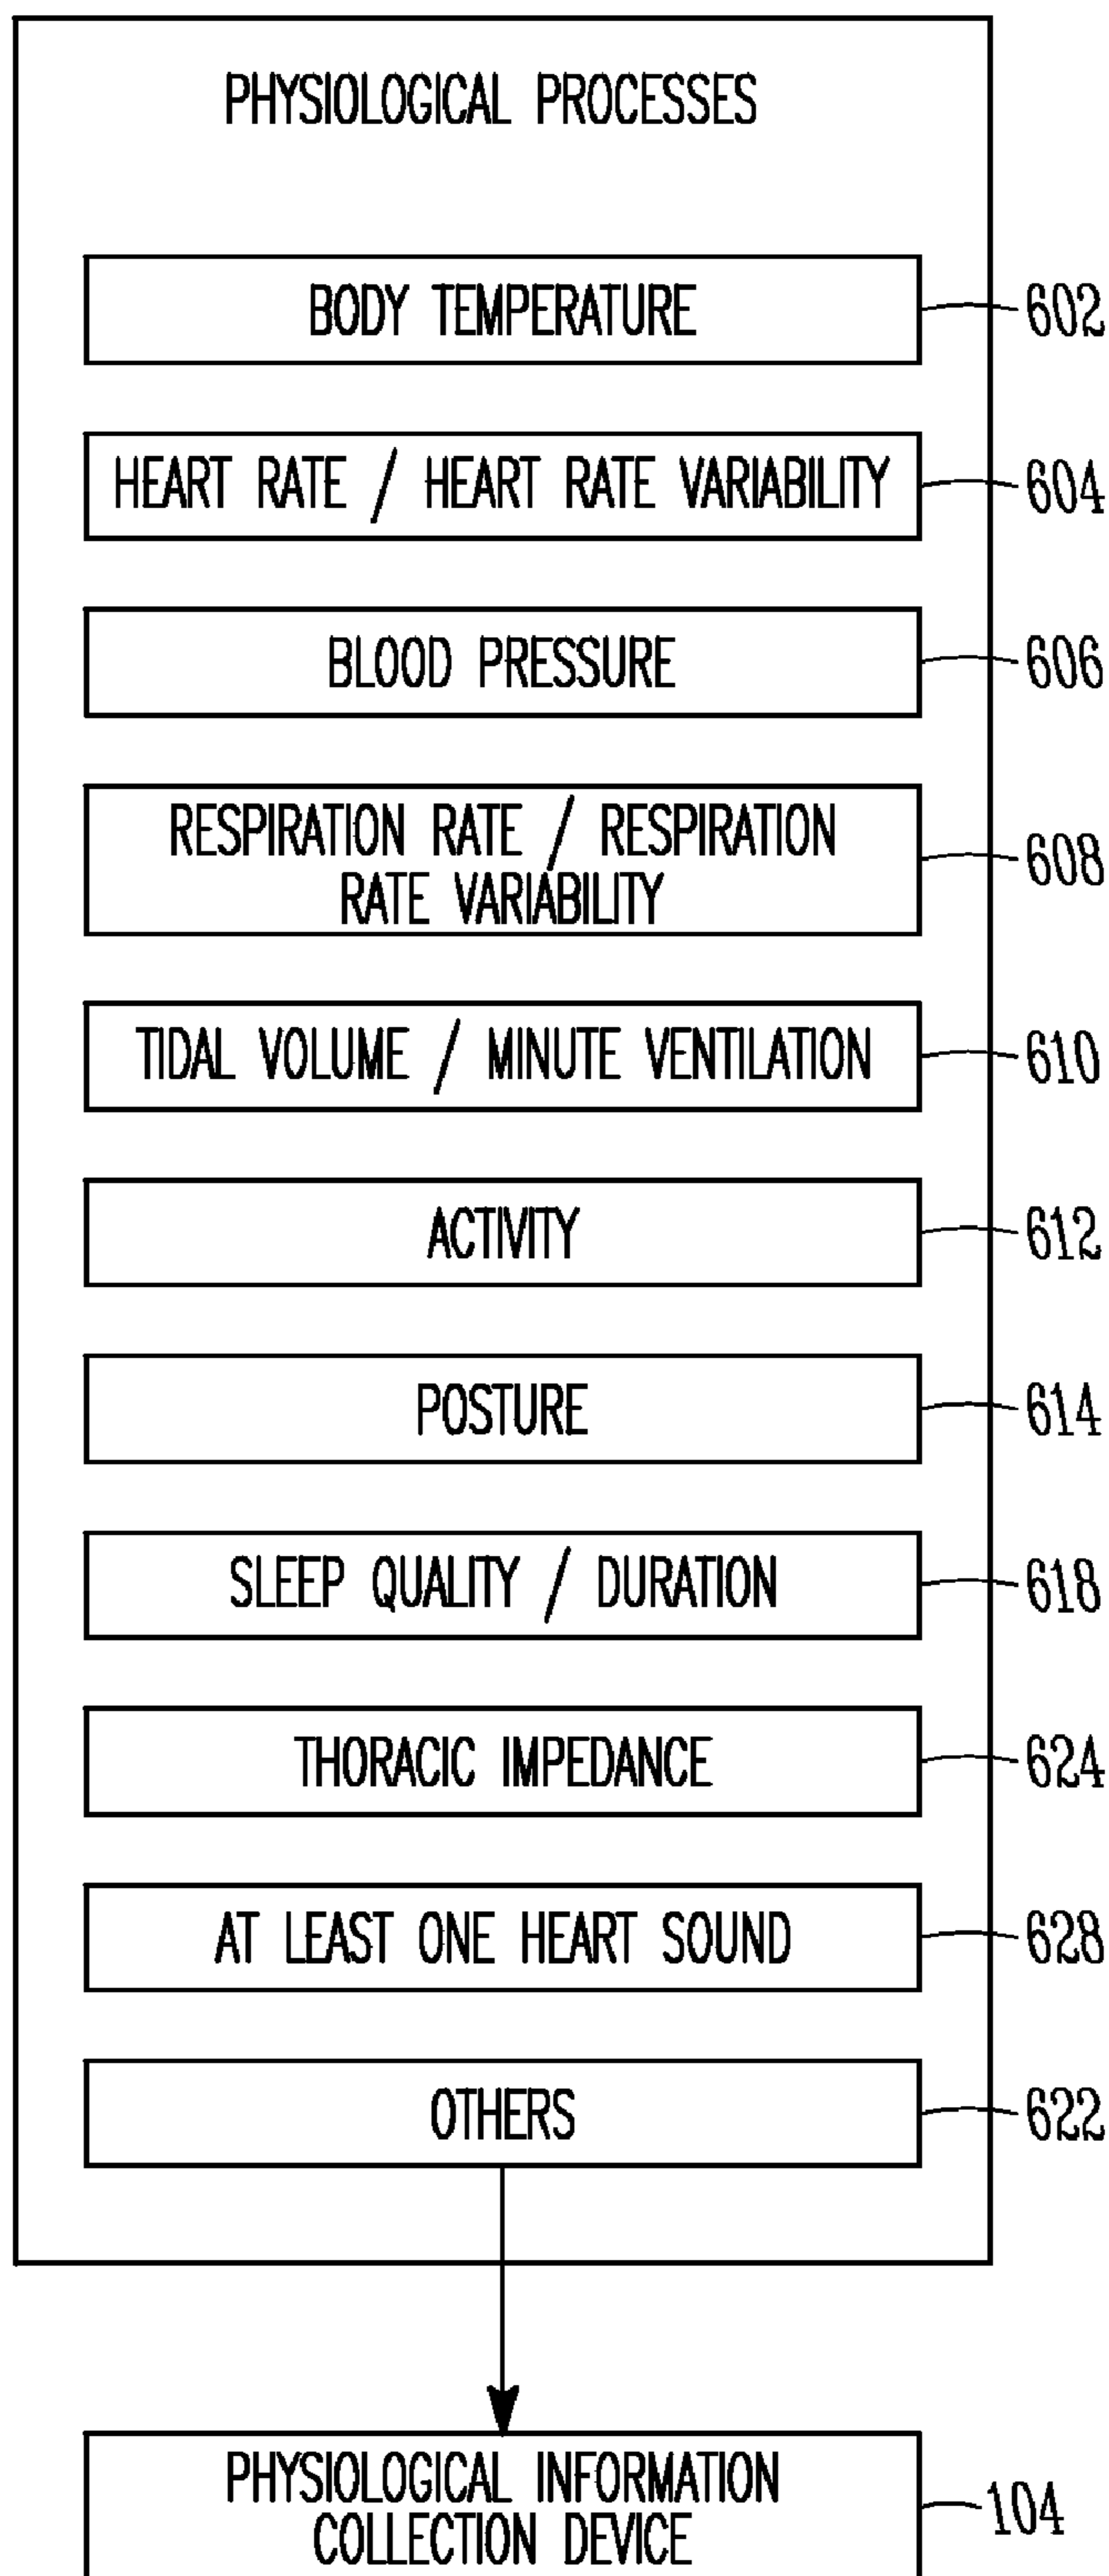 PHYSIOLOGICAL PROCESSES
BODY TEMPERATURE
602
HEART RATE / HEART RATE VARIABILITY
604
BLOOD PRESSURE
606
RESPIRATION RATE / RESPIRATION
RATE VARIABILITY
608
TIDAL VOLUME / MINUTE VENTILATION
610
ACTIVITY
612
POSTURE
614
SLEEP QUALITY / DURATION
618
THORACIC IMPEDANCE
624
AT LEAST ONE HEART SOUND
628
OTHERS
622
PHYSIOLOGICAL INFORMATION
COLLECTION DEVICE
104